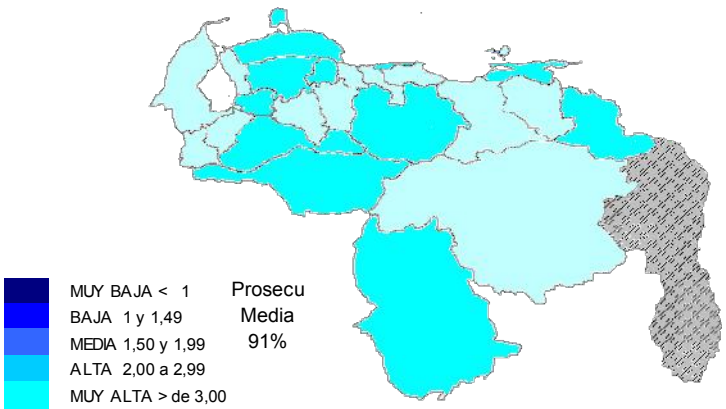 MUY BAJA < 1
BAJA 1 y 1,49
MEDIA 1,50 y 1,99
ALTA 2,00 a 2,99
MUY ALTA > de 3,00
Prosecu
Media
91%